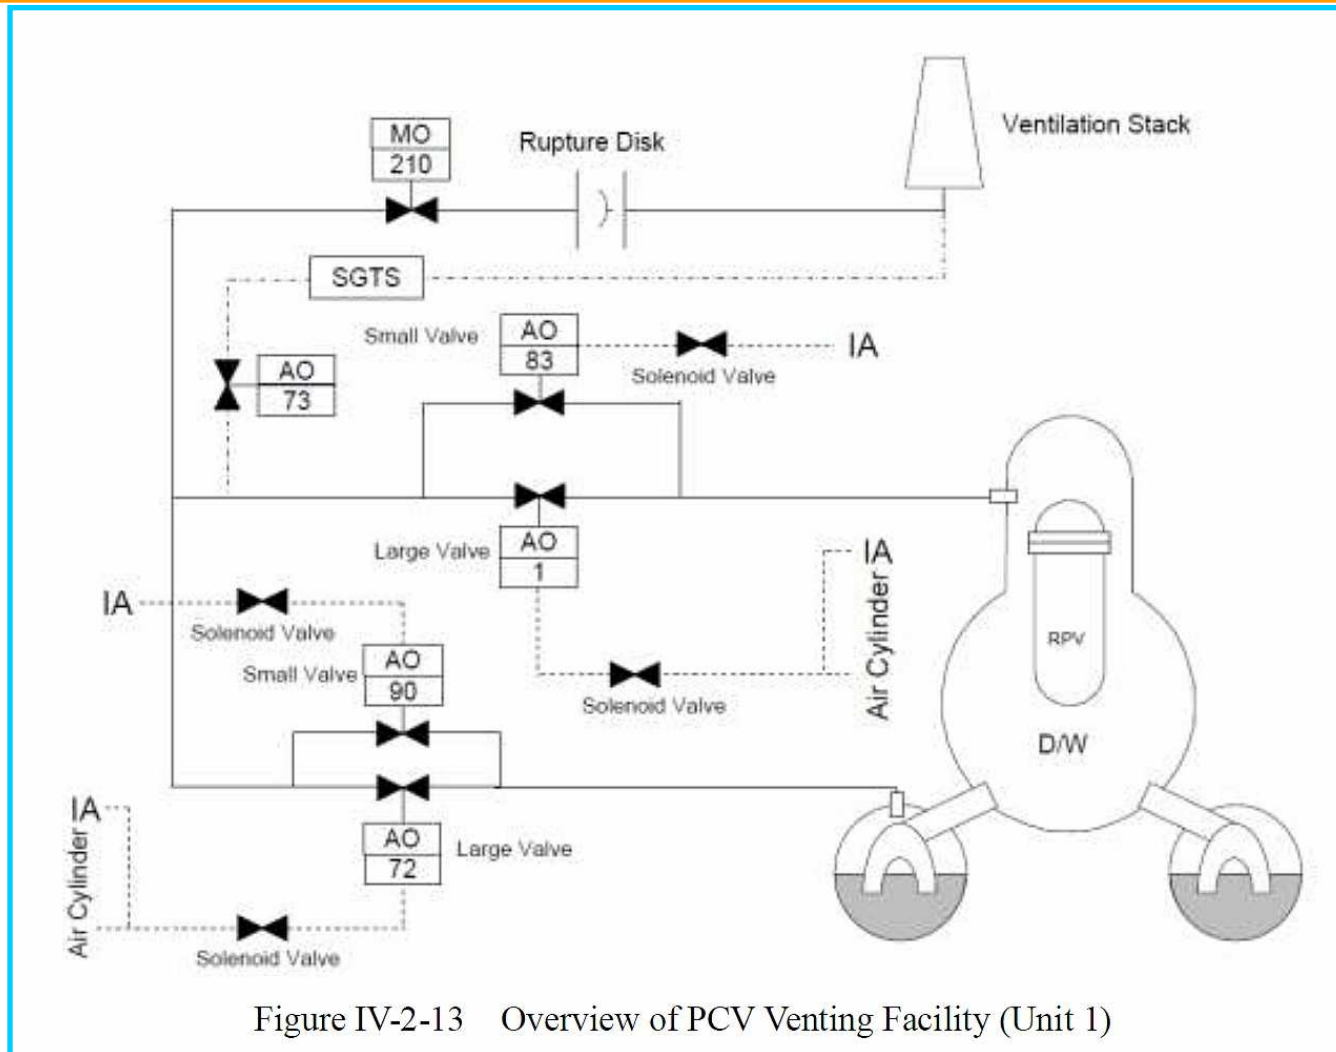 MO
210
Rupture Disk
Ventilation Stack
SGTS
Small Valve
AO
83
IA
Solenoid Valve
AO
73
Large Valve
AO
1
IA
Air Cylinder
Solenoid Valve
IA
Solenoid Valve
Small Valve
AO
90
RPV
D/W
IA
Air Cylinder
AO
72
Large Valve
Solenoid Valve
Figure IV-2-13 Overview of PCV Venting Facility (Unit 1)